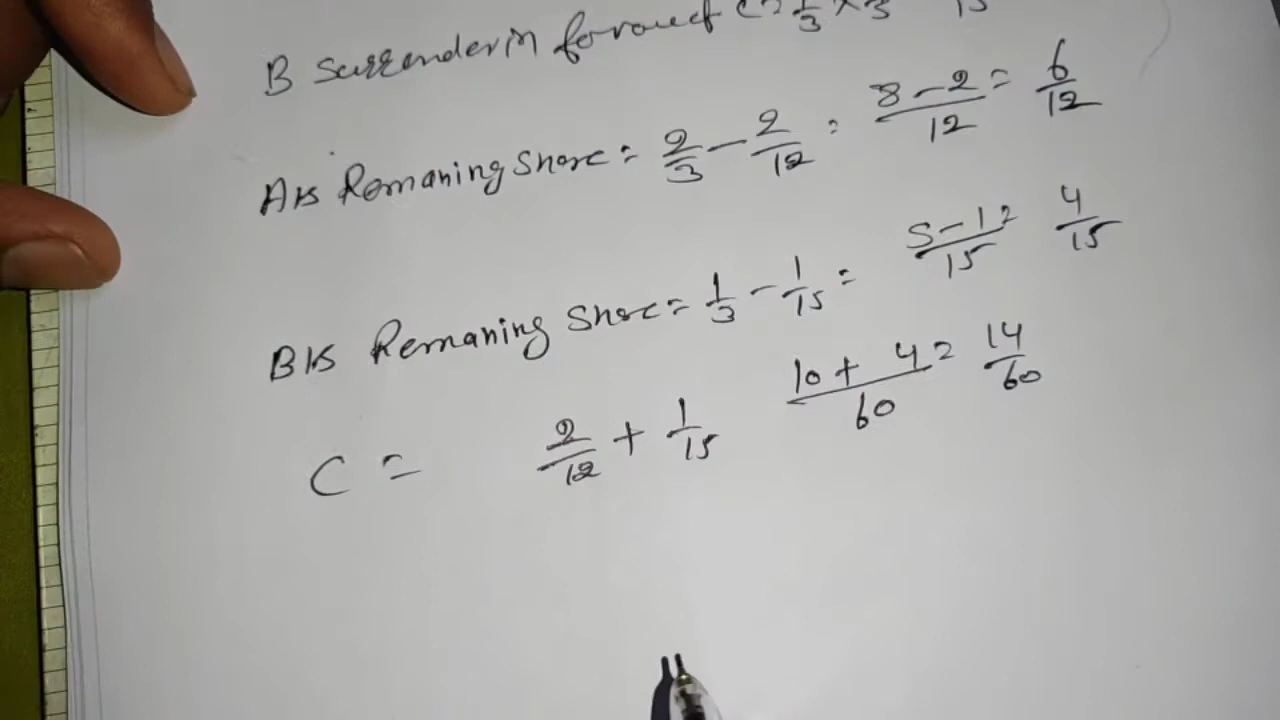 B Surrender in favour of C = 1/3 × 1/3 15
A's Remaning Share = 2/3 - 2/12 = 8-2/12 = 6/12
B's Remaning Share = 1/3 - 1/15 = 5-1/15 = 4/15
C = 2/12 + 1/15 10+4/60 = 14/60